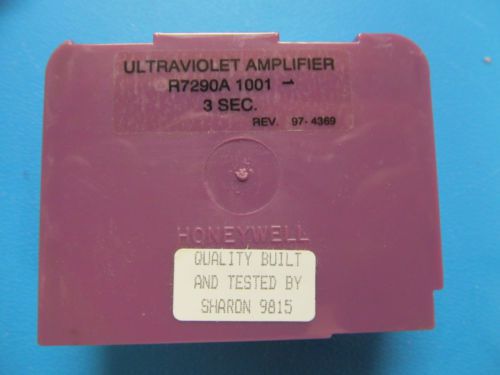 ULTRAVIOLET AMPLIFIER
R7290A 1001 ⇀
3 SEC.
REV. 97-4369
HONEYWELL
QUALITY BUILT
AND TESTED BY
SHARON 9815